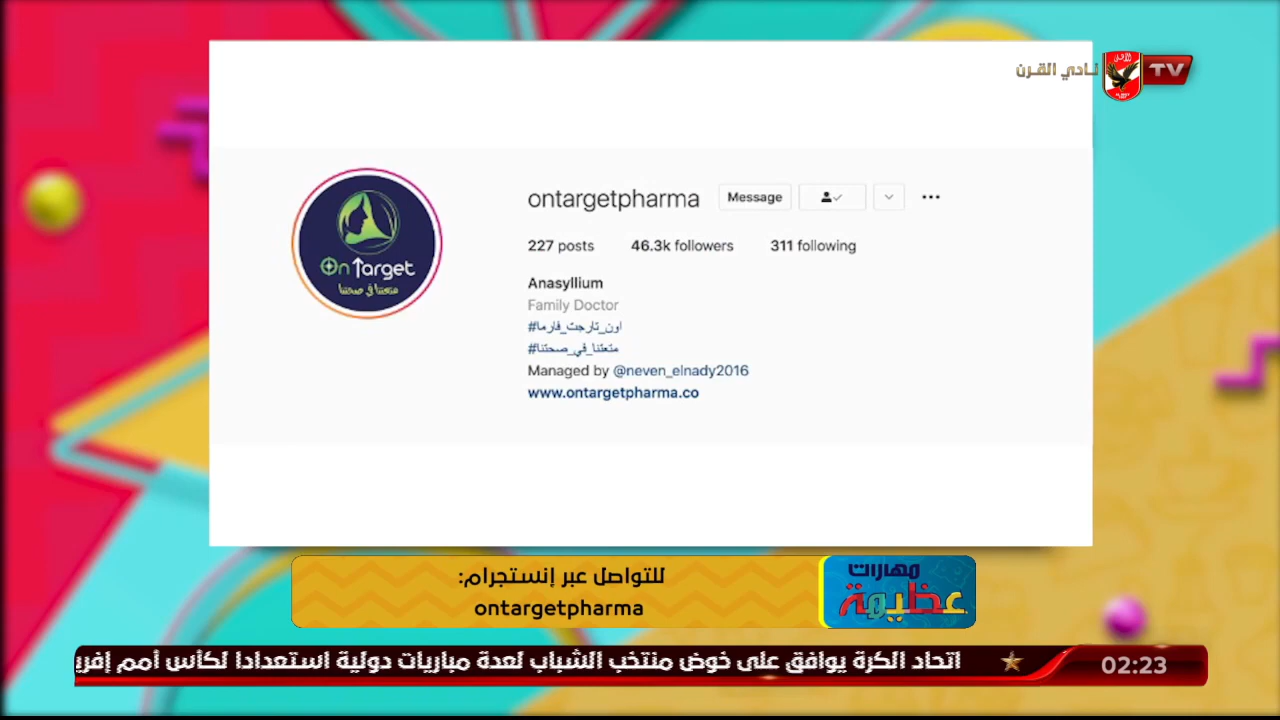 نادي القرن
TV
ontargetpharma
Message
227 posts
46.3k followers
311 following
On Target
متعتنا في صحتنا
Anasyllium
Family Doctor
#اون_تارجت_فارما
#متعتنا_في_صحتنا
Managed by @neven_elnady2016
www.ontargetpharma.co
للتواصل عبر إنستجرام:
ontargetpharma
مهارات
عظيمة
اتحاد الكرة يوافق على خوض منتخب الشباب لعدة مباريات دولية استعدادا لكأس أمم إفري
02:23